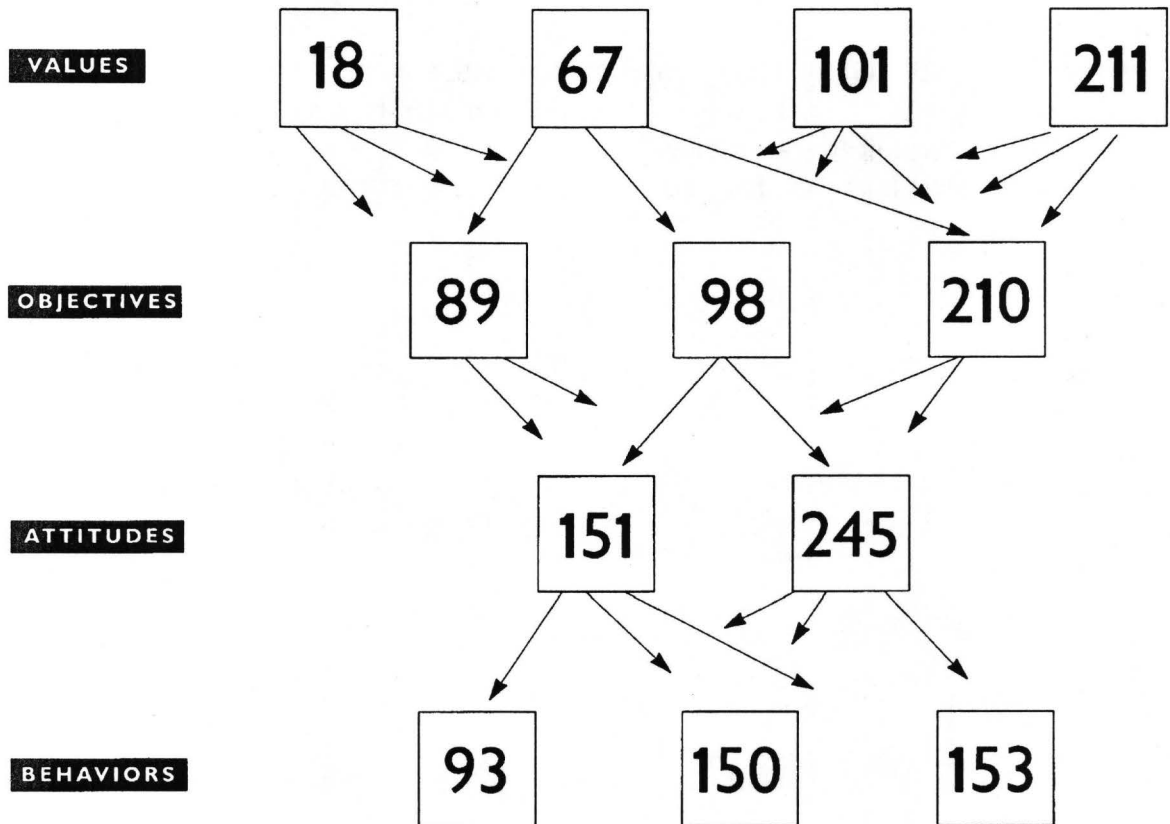 VALUES 18 67 101 211
OBJECTIVES 89 98 210
ATTITUDES 151 245
BEHAVIORS 93 150 153